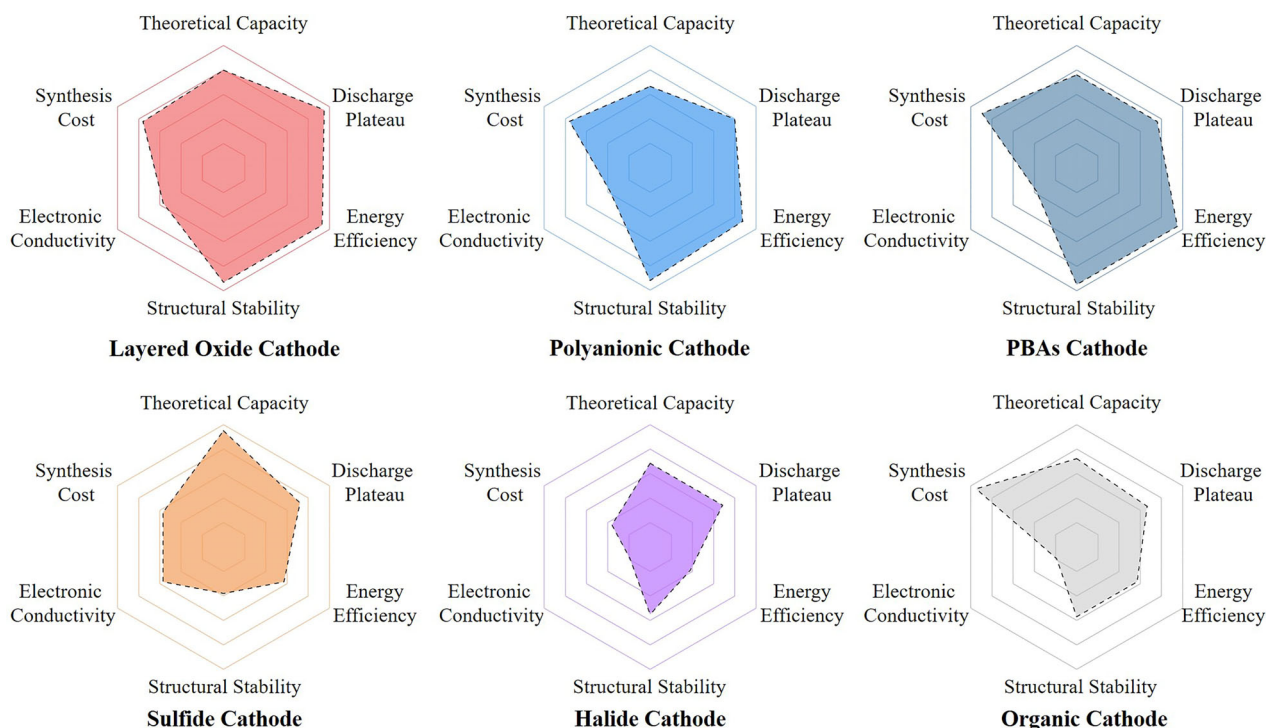 Theoretical Capacity
Synthesis
Cost
Discharge
Plateau
Electronic
Conductivity
Energy
Efficiency
Structural Stability
Layered Oxide Cathode
Theoretical Capacity
Synthesis
Cost
Discharge
Plateau
Electronic
Conductivity
Energy
Efficiency
Structural Stability
Polyanionic Cathode
Theoretical Capacity
Synthesis
Cost
Discharge
Plateau
Electronic
Conductivity
Energy
Efficiency
Structural Stability
PBAs Cathode
Theoretical Capacity
Synthesis
Cost
Discharge
Plateau
Electronic
Conductivity
Energy
Efficiency
Structural Stability
Sulfide Cathode
Theoretical Capacity
Synthesis
Cost
Discharge
Plateau
Electronic
Conductivity
Energy
Efficiency
Structural Stability
Halide Cathode
Theoretical Capacity
Synthesis
Cost
Discharge
Plateau
Electronic
Conductivity
Energy
Efficiency
Structural Stability
Organic Cathode